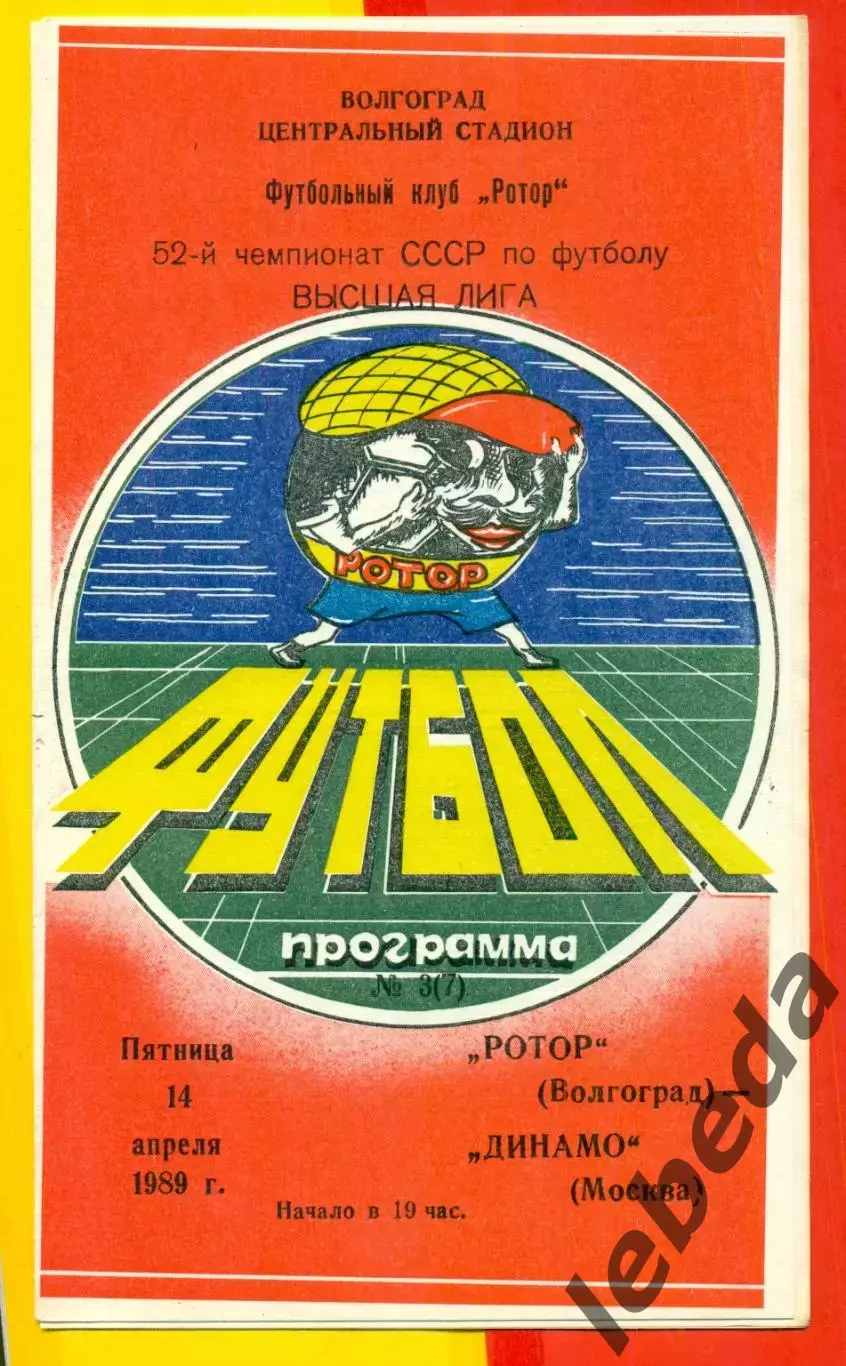 ВОЛГОГРАД
ЦЕНТРАЛЬНЫЙ СТАДИОН
Футбольный клуб „Ротор“
52-й чемпионат СССР по футболу
ВЫСШАЯ ЛИГА
РОТОР
ФУТБОЛ
программа
№ 3(7)
Пятница
14
апреля
1989 г.
„РОТОР“
(Волгоград)—
„ДИНАМО“
(Москва)
Начало в 19 час.
lebeda